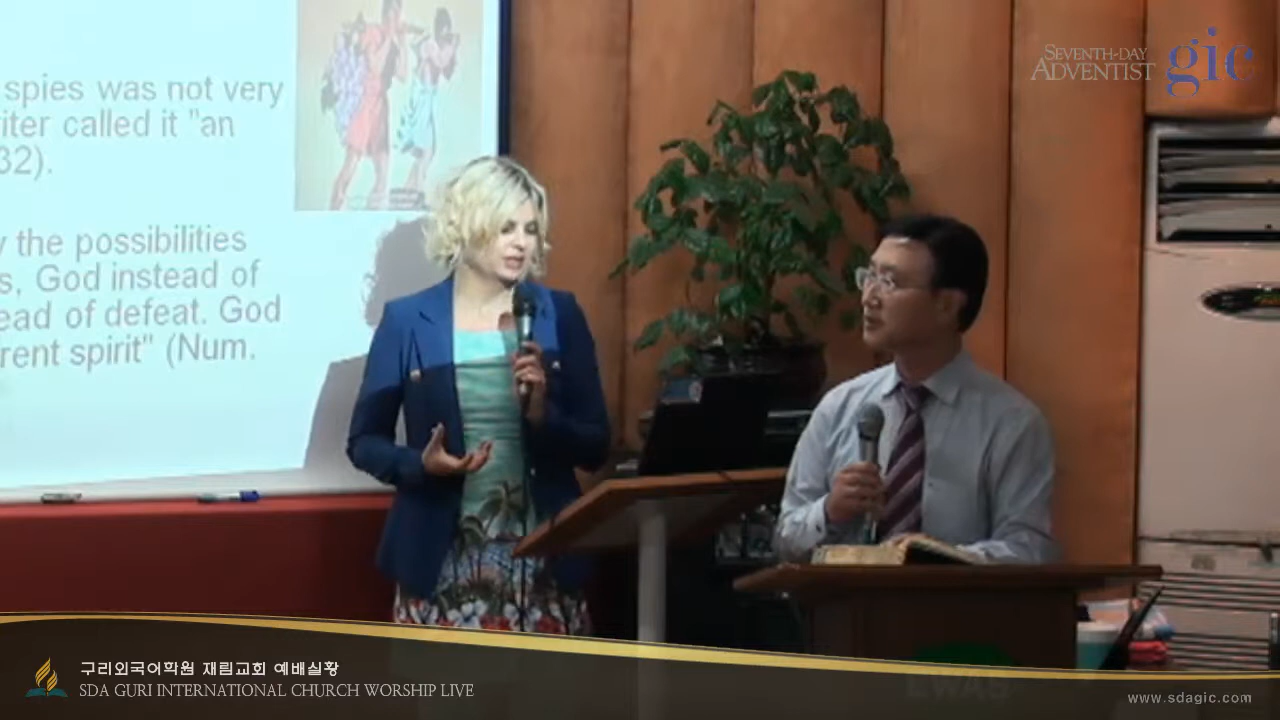 spies was not very
iter called it "an
32).
y the possibilities
s, God instead of
ead of defeat. God
rent spirit" (Num.
SEVENTH-DAY
ADVENTIST gic
구리외국어학원 재림교회 예배실황
SDA GURI INTERNATIONAL CHURCH WORSHIP LIVE
www.sdagic.com